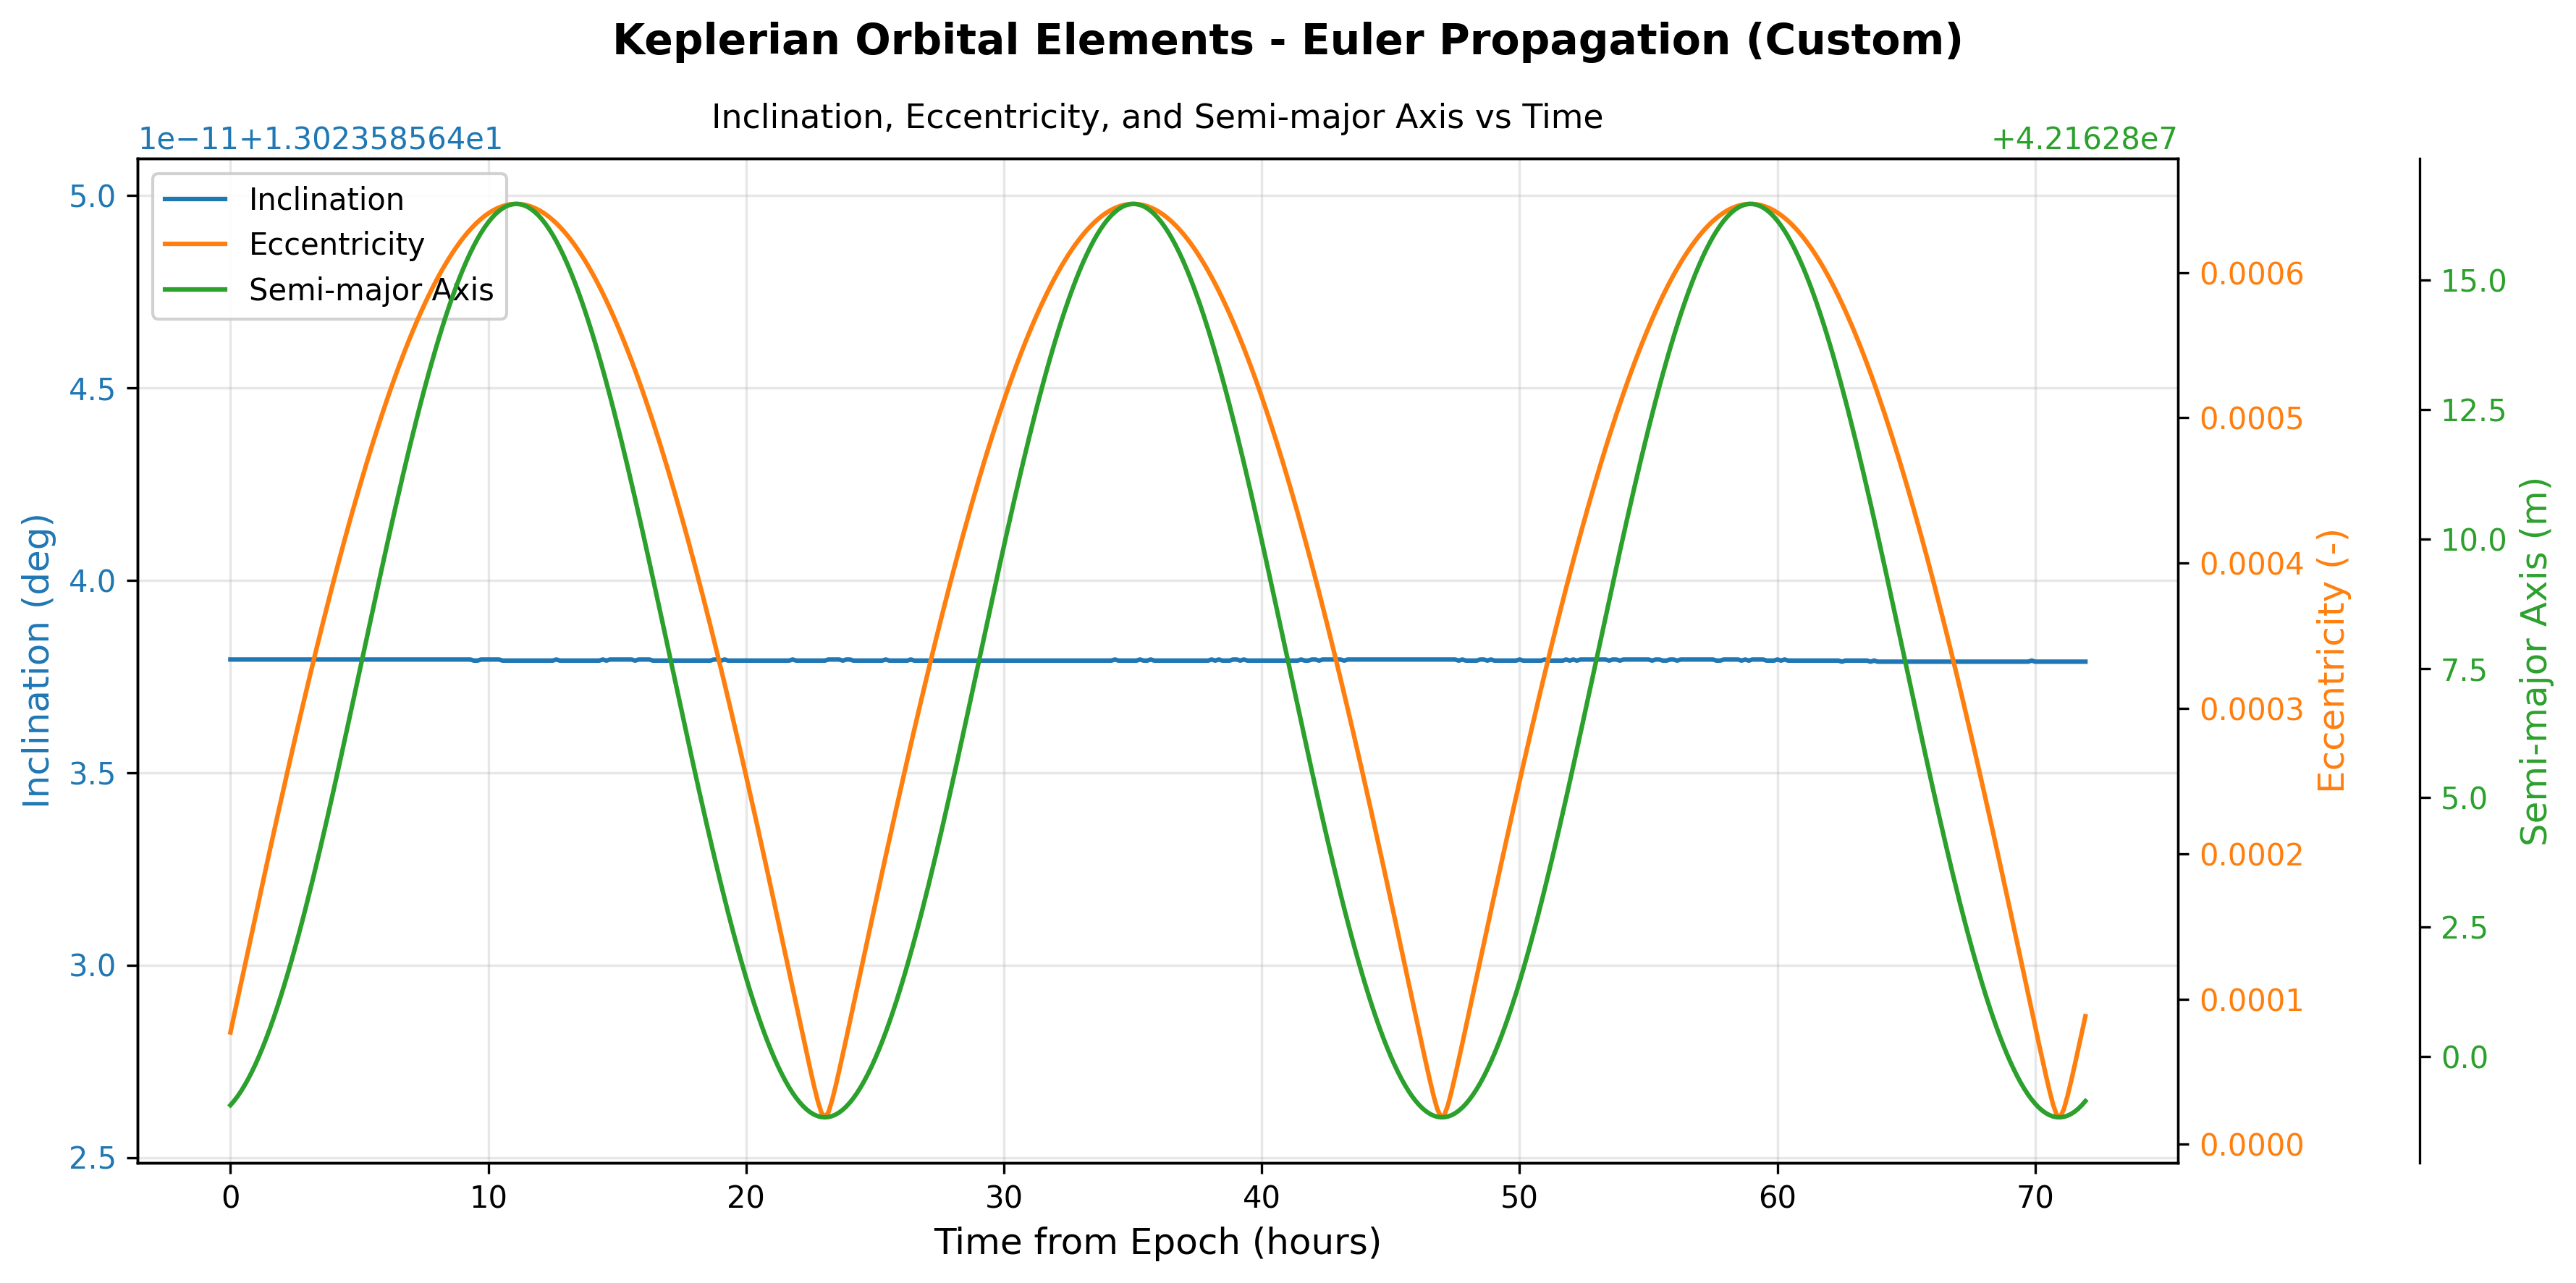 Keplerian Orbital Elements - Euler Propagation (Custom)
Inclination, Eccentricity, and Semi-major Axis vs Time
1e−11+1.302358564e1
+4.21628e7
Inclination
Eccentricity
Semi-major Axis
5.0
4.5
4.0
3.5
3.0
2.5
Inclination (deg)
0.0006
0.0005
0.0004
0.0003
0.0002
0.0001
0.0000
Eccentricity (-)
15.0
12.5
10.0
7.5
5.0
2.5
0.0
Semi-major Axis (m)
0 10 20 30 40 50 60 70
Time from Epoch (hours)